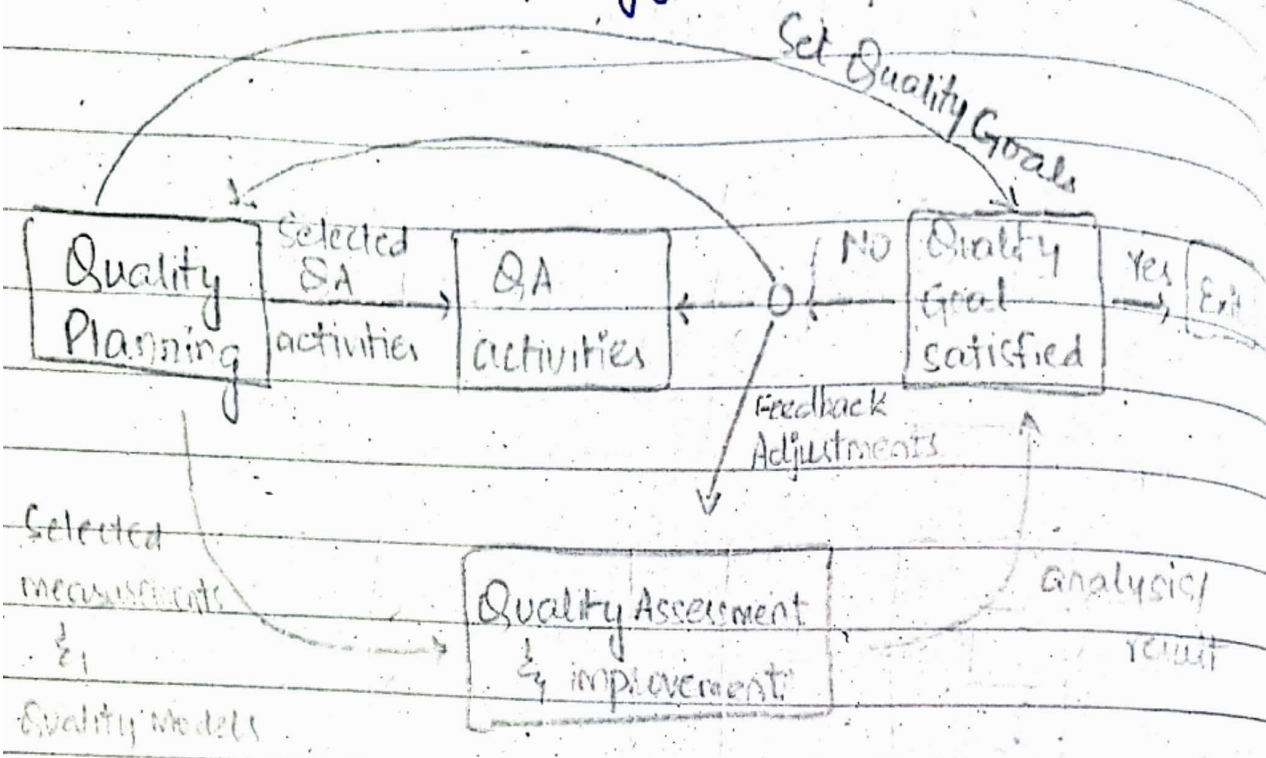 Set Quality Goals
Quality
Planning
Selected
QA
activities
QA
activities
No
Quality
Goal
satisfied
Yes
Exit
Feedback
Adjustments
Selected
measurements
&
Quality Models
Quality Assessment
& improvement
analysis/
result